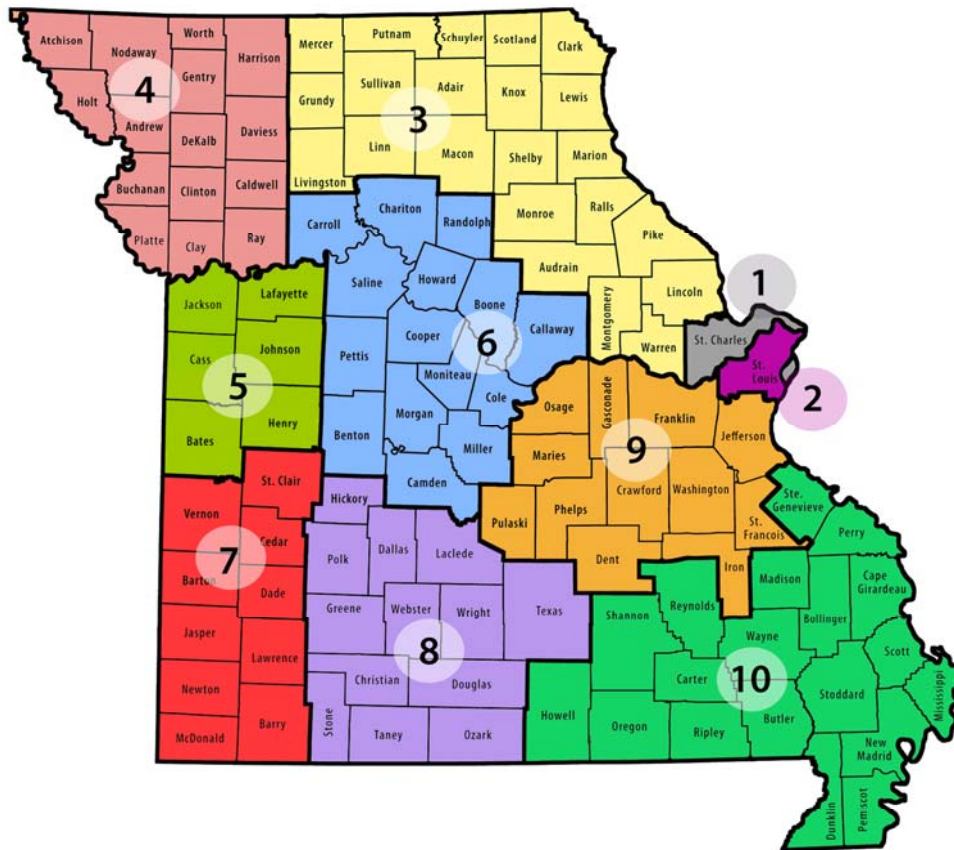 Atchison
Nodaway
Worth
Harrison
Gentry
Holt
4
Andrew
DeKalb
Daviess
Buchanan
Clinton
Caldwell
Platte
Clay
Ray
Mercer
Putnam
Schuyler
Scotland
Clark
Sullivan
Adair
Grundy
Knox
Lewis
3
Linn
Macon
Shelby
Marion
Livingston
Monroe
Ralls
Pike
Audrain
Lincoln
Montgomery
Warren
1
St. Charles
St.
Louis
2
Carroll
Chariton
Randolph
Saline
Howard
Boone
Callaway
Cooper
6
Pettis
Moniteau
Cole
Morgan
Benton
Miller
Camden
Jackson
Lafayette
Cass
Johnson
5
Henry
Bates
Osage
Gasconade
Franklin
Jefferson
9
Maries
Crawford
Washington
Pulaski
Phelps
St.
Francois
Dent
Iron
St. Clair
Vernon
Cedar
7
Barton
Dade
Jasper
Lawrence
Newton
McDonald
Barry
Hickory
Polk
Dallas
Laclede
Greene
Webster
Wright
Texas
8
Christian
Douglas
Stone
Taney
Ozark
Ste.
Genevieve
Perry
Madison
Cape
Girardeau
Bollinger
Shannon
Reynolds
Wayne
Scott
Carter
10
Stoddard
Mississippi
Howell
Oregon
Ripley
Butler
New
Madrid
Dunklin
Pemiscot